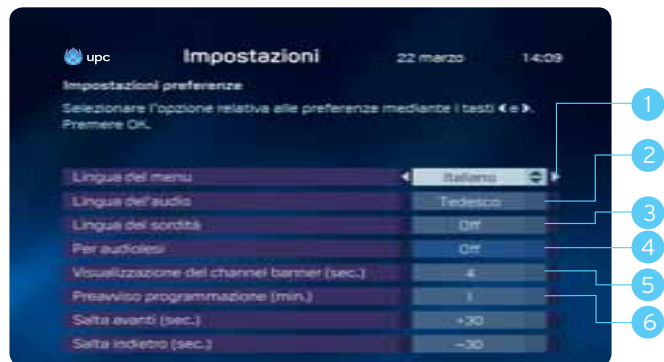 upc Impostazioni 22 marzo 14:09
Impostazioni preferenze
Selezionare l'opzione relativa alle preferenze mediante i tasti e.
Premere OK.
Lingua del menu Italiano
Lingua del'audio Tedesco
Lingua dei sordità Off
Per audiolesi Off
Visualizzazione del channel banner (sec.) 4
Preavviso programmazione (min.) 1
Salta avanti (sec.) +30
Salta indietro (sec.) -30
1
2
3
4
5
6